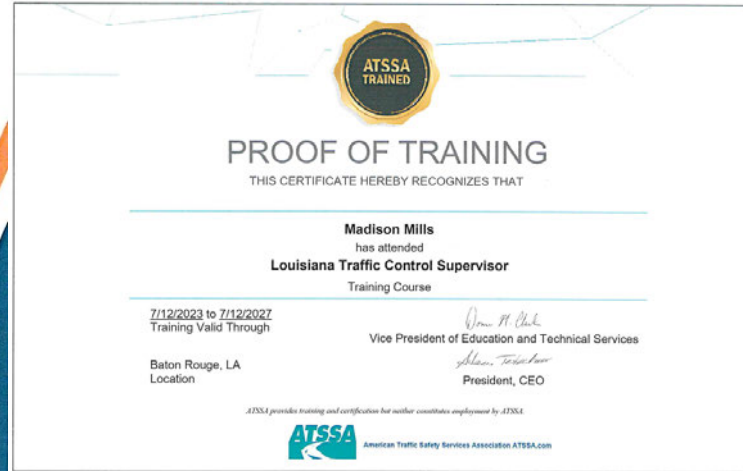 ATSSA
TRAINED
PROOF OF TRAINING
THIS CERTIFICATE HEREBY RECOGNIZES THAT
Madison Mills
has attended
Louisiana Traffic Control Supervisor
Training Course
7/12/2023 to 7/12/2027
Training Valid Through
Vice President of Education and Technical Services
Baton Rouge, LA
Location
President, CEO
ATSSA provides training and certification but neither constitutes employment by ATSSA.
ATSSA
American Traffic Safety Services Association ATSSA.com